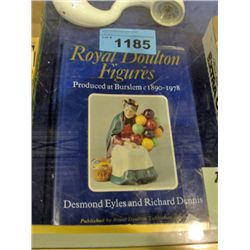 1185
Royal Doulton
Figures
Produced at Burslem c1890-1978
Desmond Eyles and Richard Dennis
Published by Royal Doulton